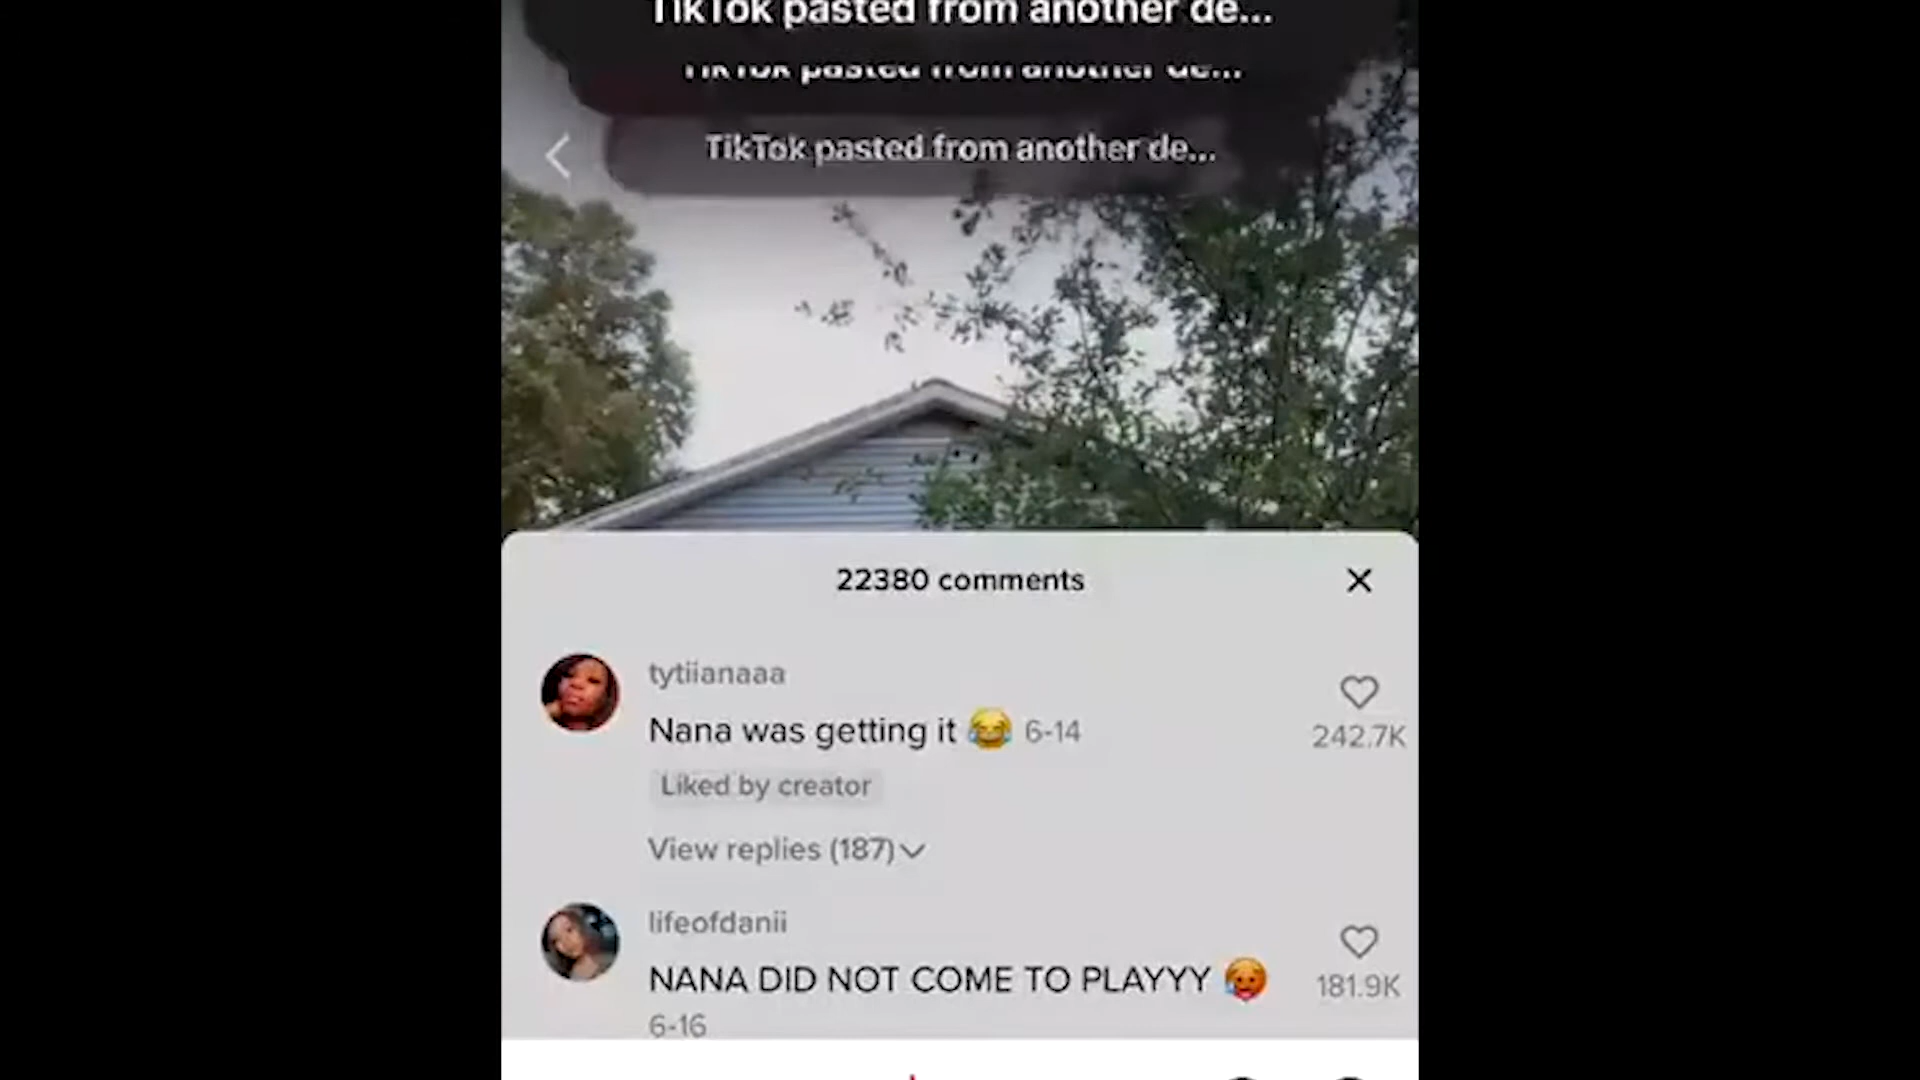 TikTok pasted from another de...
TikTok pasted from another de...
TikTok pasted from another de...
22380 comments
tytiianaaa
Nana was getting it 😂 6-14
242.7K
Liked by creator
View replies (187)
lifeofdanii
NANA DID NOT COME TO PLAYYY 🥵
181.9K
6-16